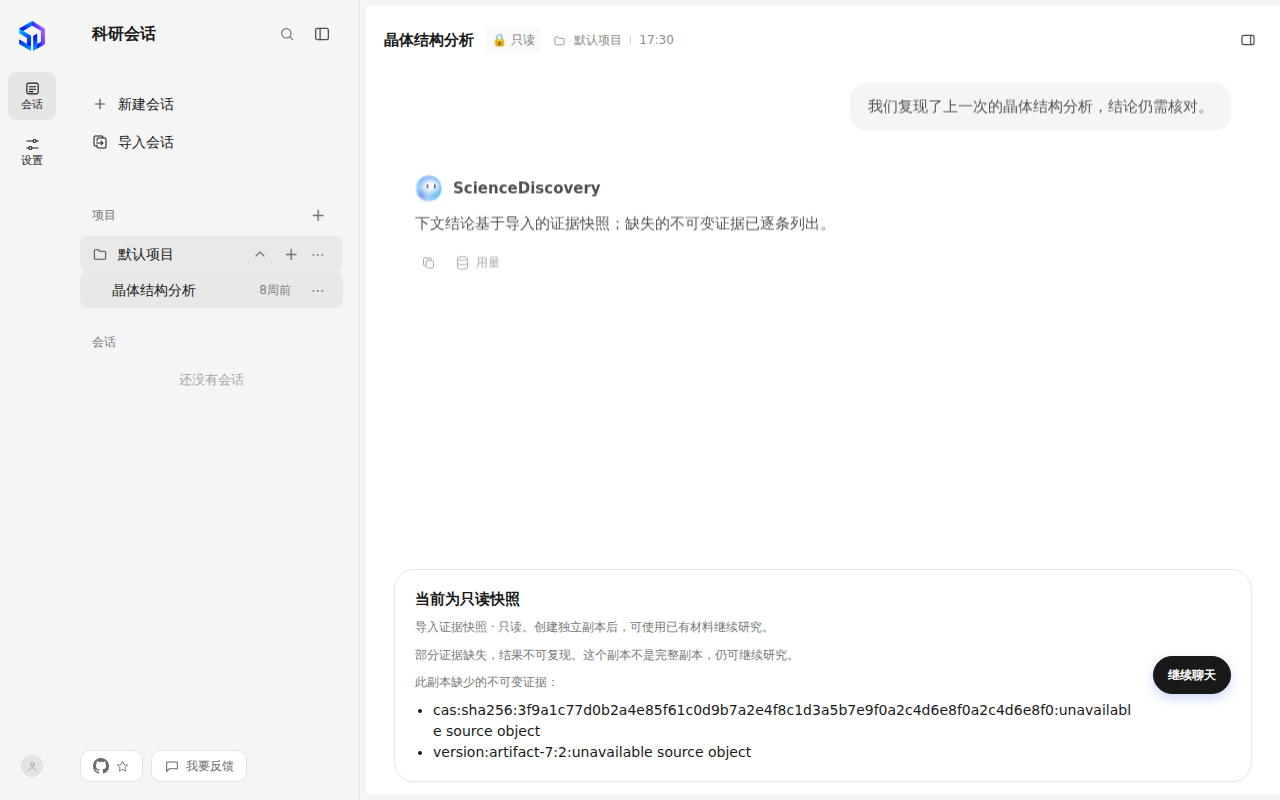 科研会话
会话
设置
新建会话
导入会话
项目
默认项目
晶体结构分析
8周前
会话
还没有会话
我要反馈
晶体结构分析
🔒 只读
默认项目
17:30
我们复现了上一次的晶体结构分析，结论仍需核对。
ScienceDiscovery
下文结论基于导入的证据快照；缺失的不可变证据已逐条列出。
用量
当前为只读快照
导入证据快照 · 只读。创建独立副本后，可使用已有材料继续研究。
部分证据缺失，结果不可复现。这个副本不是完整副本，仍可继续研究。
此副本缺少的不可变证据：
• cas:sha256:3f9a1c77d0b2a4e85f61c0d9b7a2e4f8c1d3a5b7e9f0a2c4d6e8f0a2c4d6e8f0:unavailabl
e source object
• version:artifact-7:2:unavailable source object
继续聊天